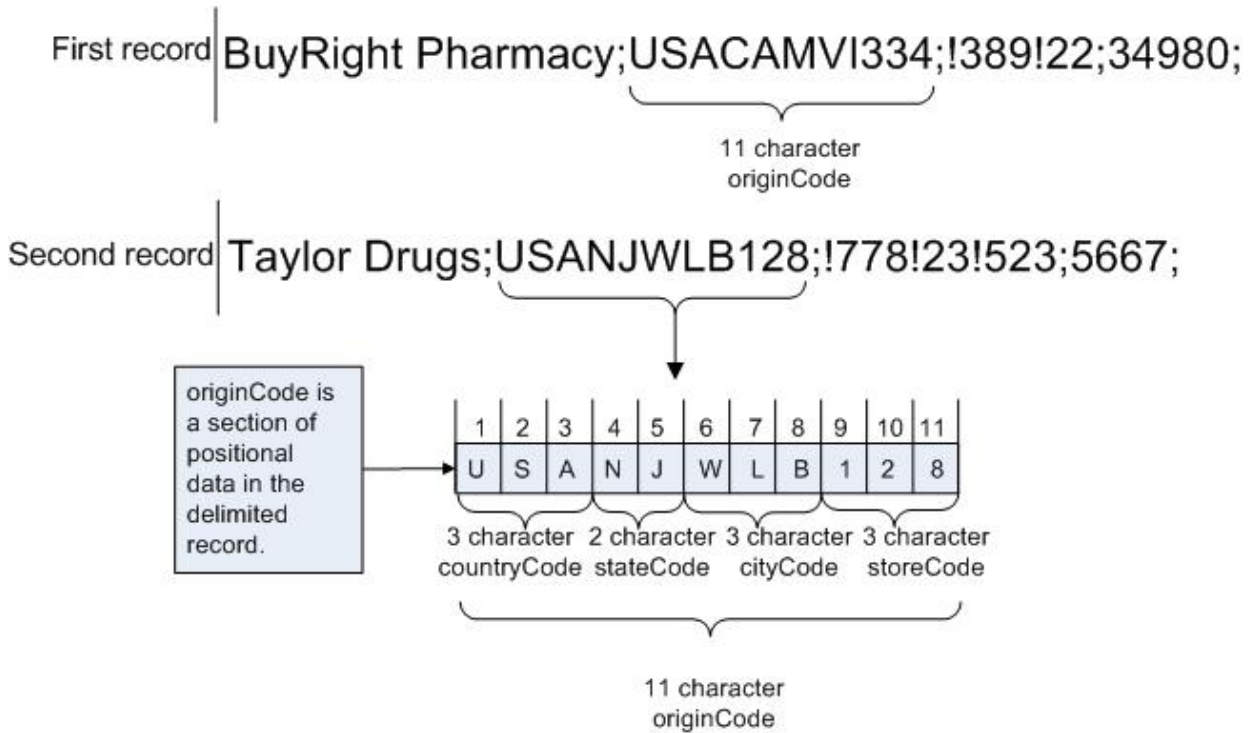 First record BuyRight Pharmacy;USACAMVI334;!389!22;34980;
11 character
originCode
Second record Taylor Drugs;USANJWLB128;!778!23!523;5667;
originCode is
a section of
positional
data in the
delimited
record.
1 2 3 4 5 6 7 8 9 10 11
U S A N J W L B 1 2 8
3 character 2 character 3 character 3 character
countryCode stateCode cityCode storeCode
11 character
originCode